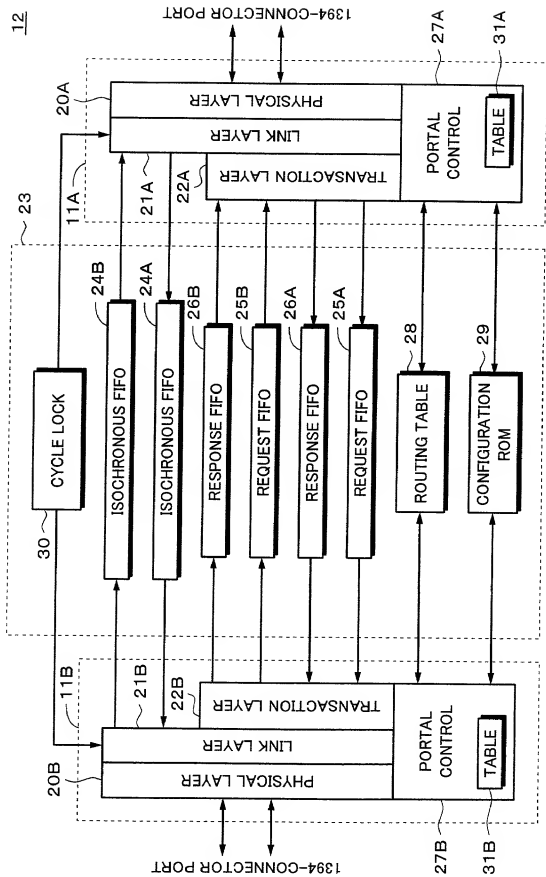 12
23
30
CYCLE LOCK
11B
11A
20B
21B
22B
PHYSICAL LAYER
LINK LAYER
TRANSACTION LAYER
1394-CONNECTOR PORT
ISOCHRONOUS FIFO
24B
ISOCHRONOUS FIFO
24A
RESPONSE FIFO
26B
REQUEST FIFO
25B
RESPONSE FIFO
26A
REQUEST FIFO
25A
ROUTING TABLE
28
CONFIGURATION
ROM
29
20A
21A
22A
PHYSICAL LAYER
LINK LAYER
TRANSACTION LAYER
1394-CONNECTOR PORT
PORTAL
CONTROL
TABLE
27B
31B
PORTAL
CONTROL
TABLE
27A
31A